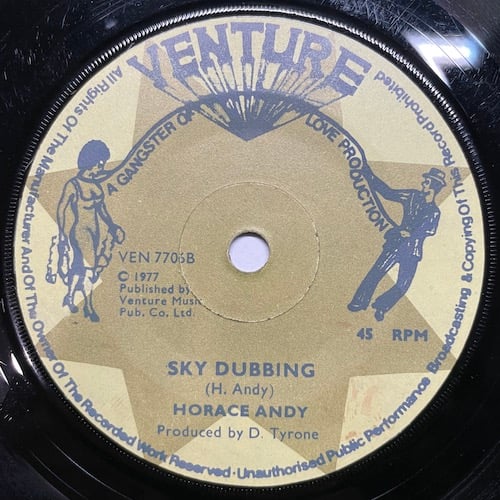 VENTURE
A GANGSTER OF LOVE PRODUCTION
All Rights Of The Manufacturer And Of The Owner Of The Recorded Work Reserved · Unauthorised Public Performance Broadcasting & Copying Of This Record Prohibited
VEN 7706B
© 1977
Published by
Venture Music
Pub. Co. Ltd.
45 RPM
SKY DUBBING
(H. Andy)
HORACE ANDY
Produced by D. Tyrone